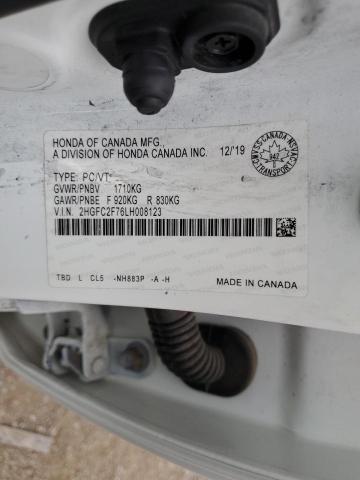 HONDA OF CANADA MFG.,
A DIVISION OF HONDA CANADA INC. 12/'19
TYPE: PC/VT
GVWR/PNBV 1710KG
GAWR/PNBE F 920KG R 830KG
V.I.N. 2HGFC2F76LH008123
TBD L CL5 -NH883P -A -H
MADE IN CANADA